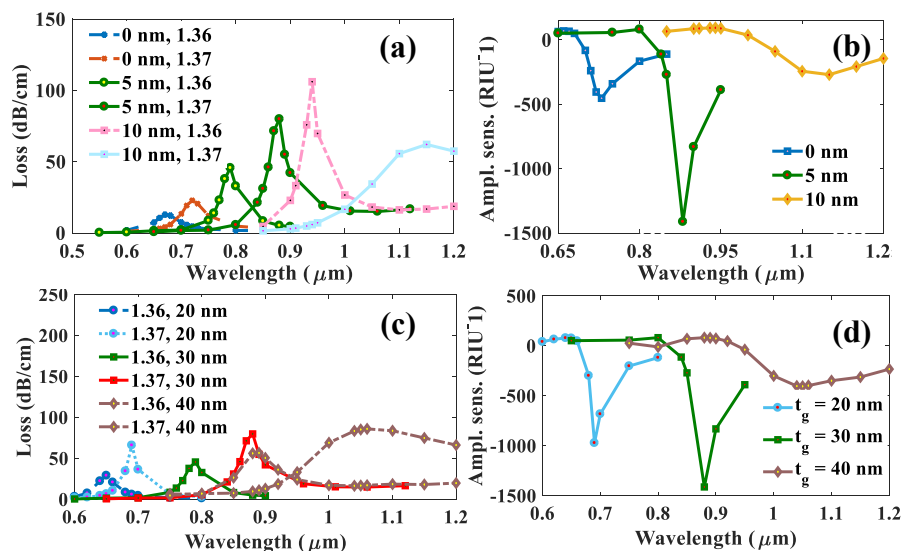 (a)
Loss (dB/cm)
150
100
50
0
0 nm, 1.36
0 nm, 1.37
5 nm, 1.36
5 nm, 1.37
10 nm, 1.36
10 nm, 1.37
0.5 0.6 0.7 0.8 0.9 1 1.1 1.2
Wavelength ( μm)
(b)
Ampl. sens. (RIU⁻1)
0
-500
-1000
-1500
0 nm
5 nm
10 nm
0.65 0.8 0.95 1.00 1.2
Wavelength ( μm)
(c)
Loss (dB/cm)
250
200
150
100
50
0
1.36, 20 nm
1.37, 20 nm
1.36, 30 nm
1.37, 30 nm
1.36, 40 nm
1.37, 40 nm
0.6 0.7 0.8 0.9 1 1.1 1.2
Wavelength ( μm)
(d)
Ampl. sens. (RIU⁻1)
500
0
-500
-1000
-1500
t_g = 20 nm
t_g = 30 nm
t_g = 40 nm
0.6 0.7 0.8 0.9 1 1.1 1.2
Wavelength ( μm)